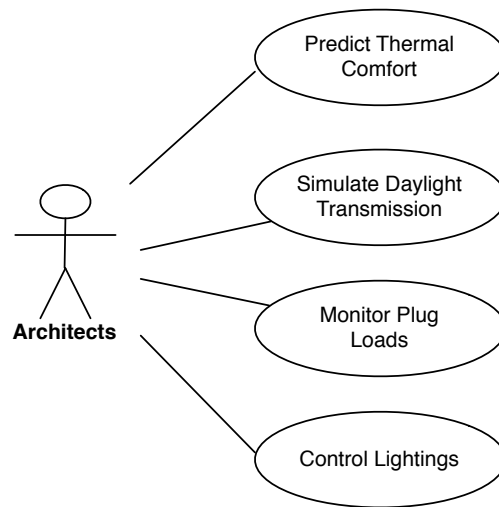 Predict Thermal
Comfort
Simulate Daylight
Transmission
Architects
Monitor Plug
Loads
Control Lightings